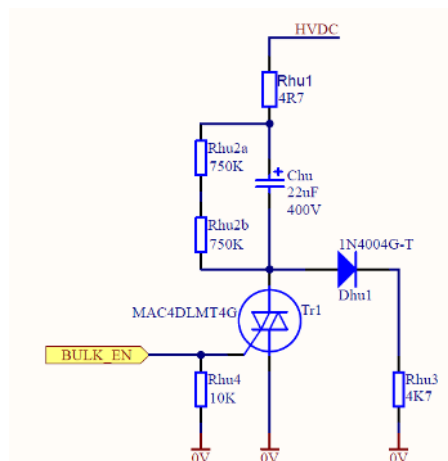 HVDC
Rhu1
4R7
Rhu2a
750K
Chu
22uF
400V
Rhu2b
750K
1N4004G-T
Dhu1
MAC4DLMT4G
Tr1
BULK_EN
Rhu4
10K
Rhu3
4K7
0V
0V
0V